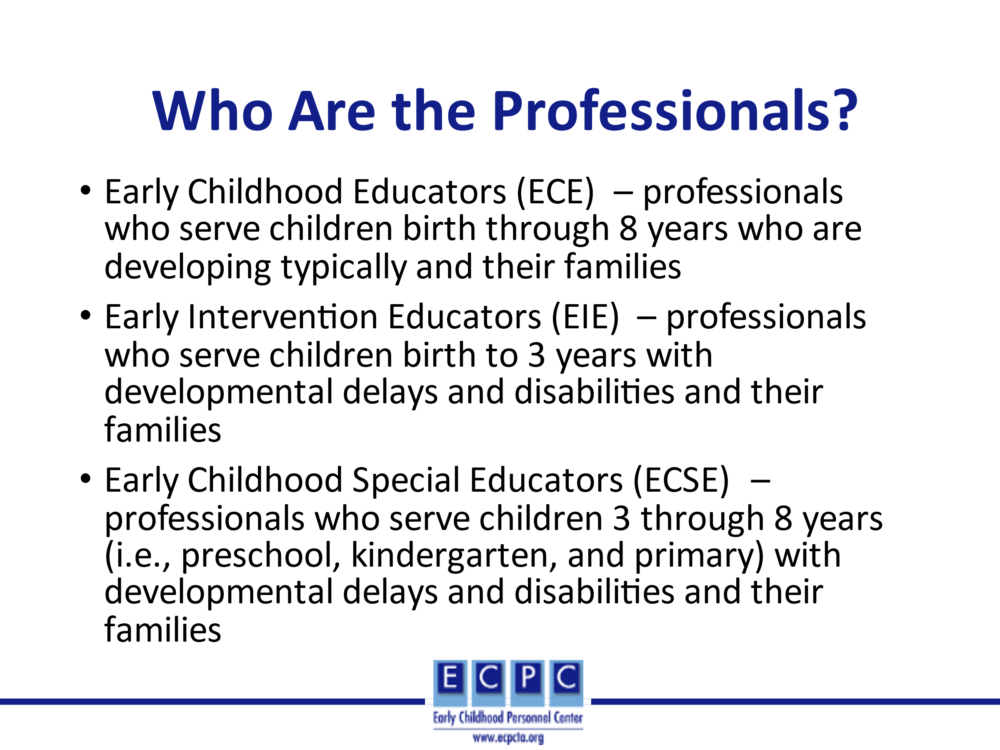 Who Are the Professionals?
• Early Childhood Educators (ECE)  – professionals
who serve children birth through 8 years who are
developing typically and their families
• Early Intervention Educators (EIE)  – professionals
who serve children birth to 3 years with
developmental delays and disabilities and their
families
• Early Childhood Special Educators (ECSE)  –
professionals who serve children 3 through 8 years
(i.e., preschool, kindergarten, and primary) with
developmental delays and disabilities and their
families
E C P C
Early Childhood Personnel Center
www.ecpcta.org